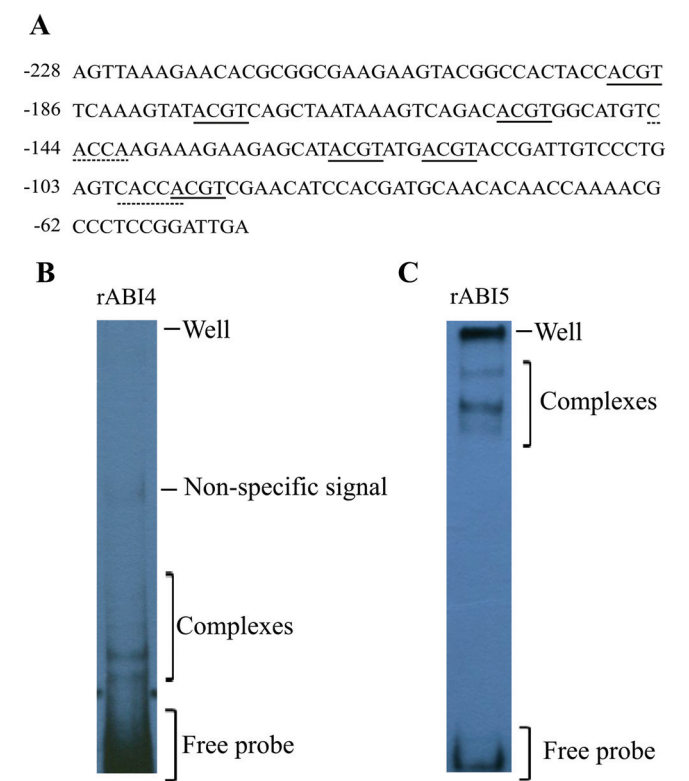 A
-228 AGTTAAAGAACACGCGGCGAAGAAGTACGGCCACTACCACGT
-186 TCAAAGTATACGTCAGCTAATAAAGTCAGACACGTGGCATGTC
-144 ACCAAGAAAGAAGAGCATACGTATGACGTACCGATTGTCCCTG
-103 AGTCACCACGTCGAACATCCACGATGCAACACAACCAAAACG
-62 CCCTCCGGATTGA
B
C
rABI4
rABI5
Well
Well
Complexes
Non-specific signal
Complexes
Free probe
Free probe